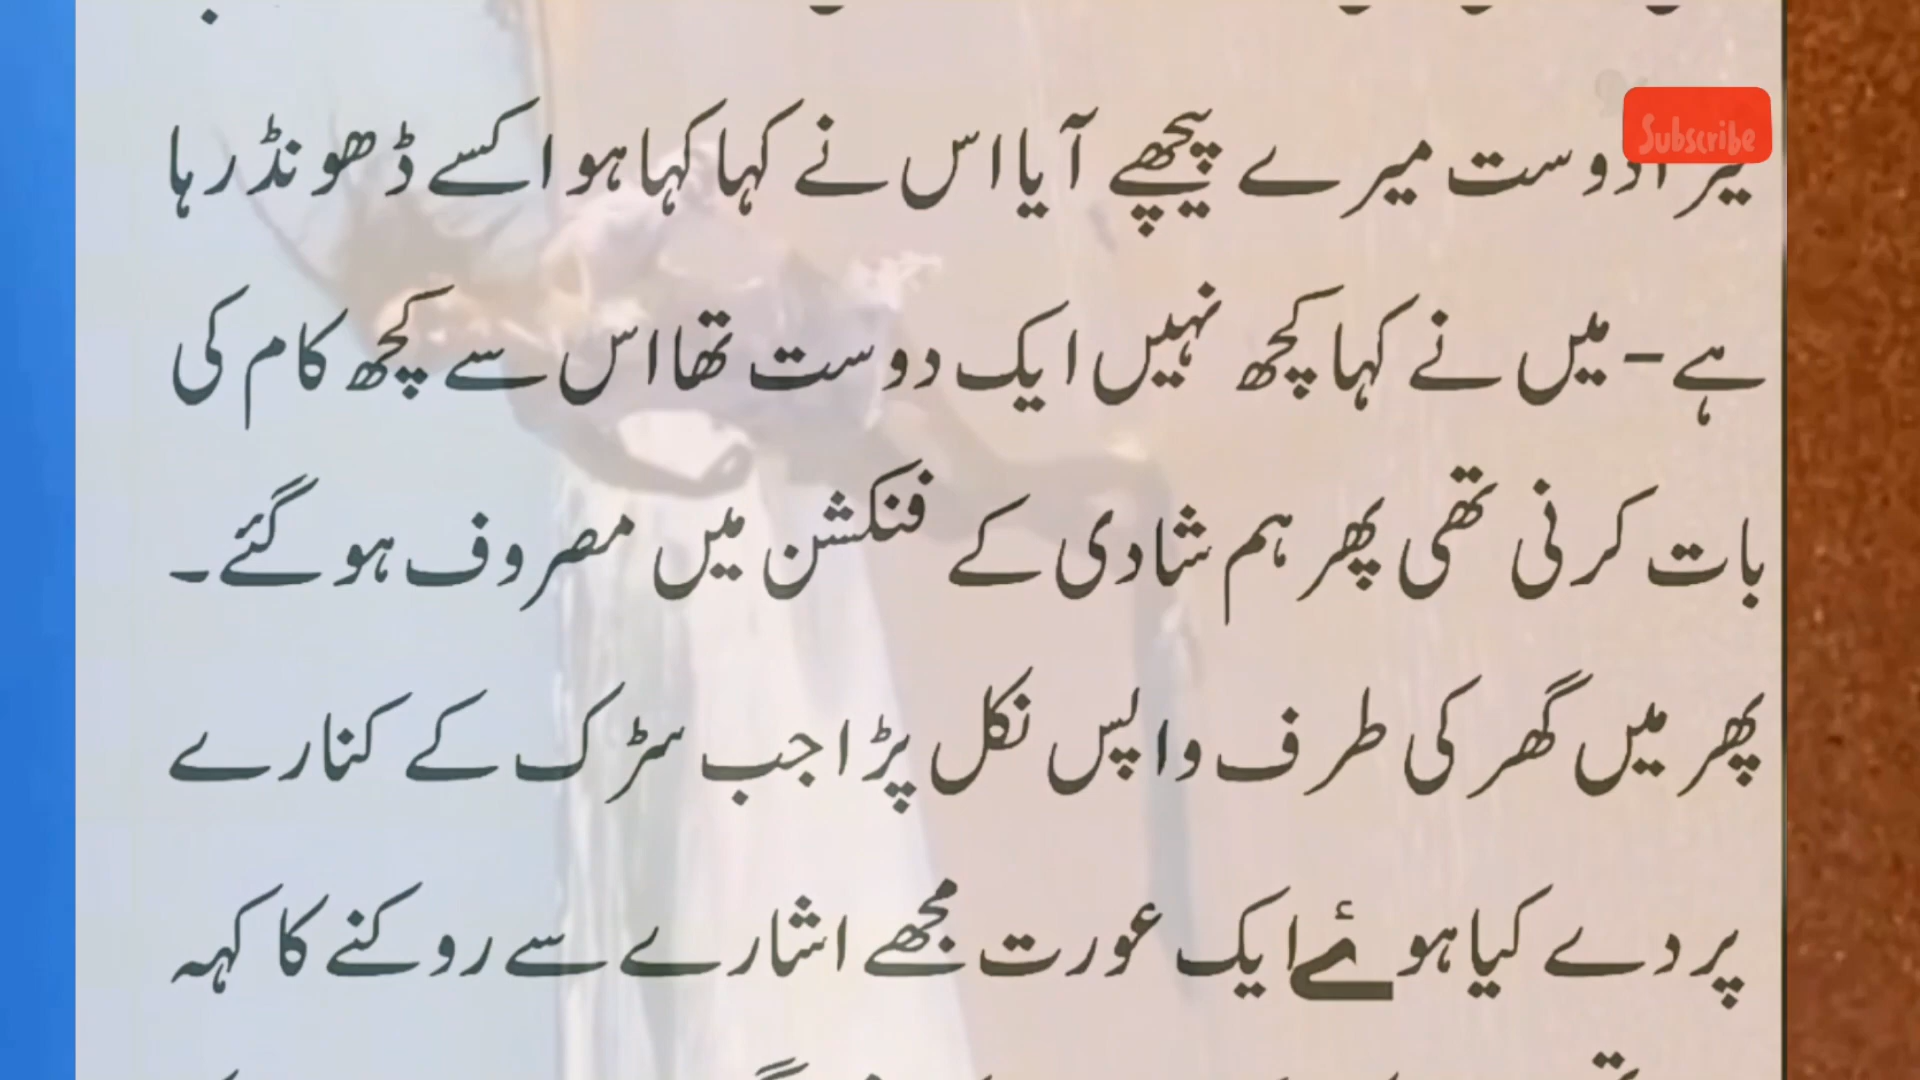 Subscribe
دوست میرے پیچھے آیا اس نے کہا کہا ہوا کسے ڈھونڈ رہا
ہے - میں نے کہا کچھ نہیں ایک دوست تھا اس سے کچھ کام کی
بات کرنی تھی پھر ہم شادی کے فنکشن میں مصروف ہو گئے۔
پھر میں گھر کی طرف واپس نکل پڑا جب سڑک کے کنارے
پر دے کیا ہوئے ایک عورت مجھے اشارے سے روکنے کا کہہ